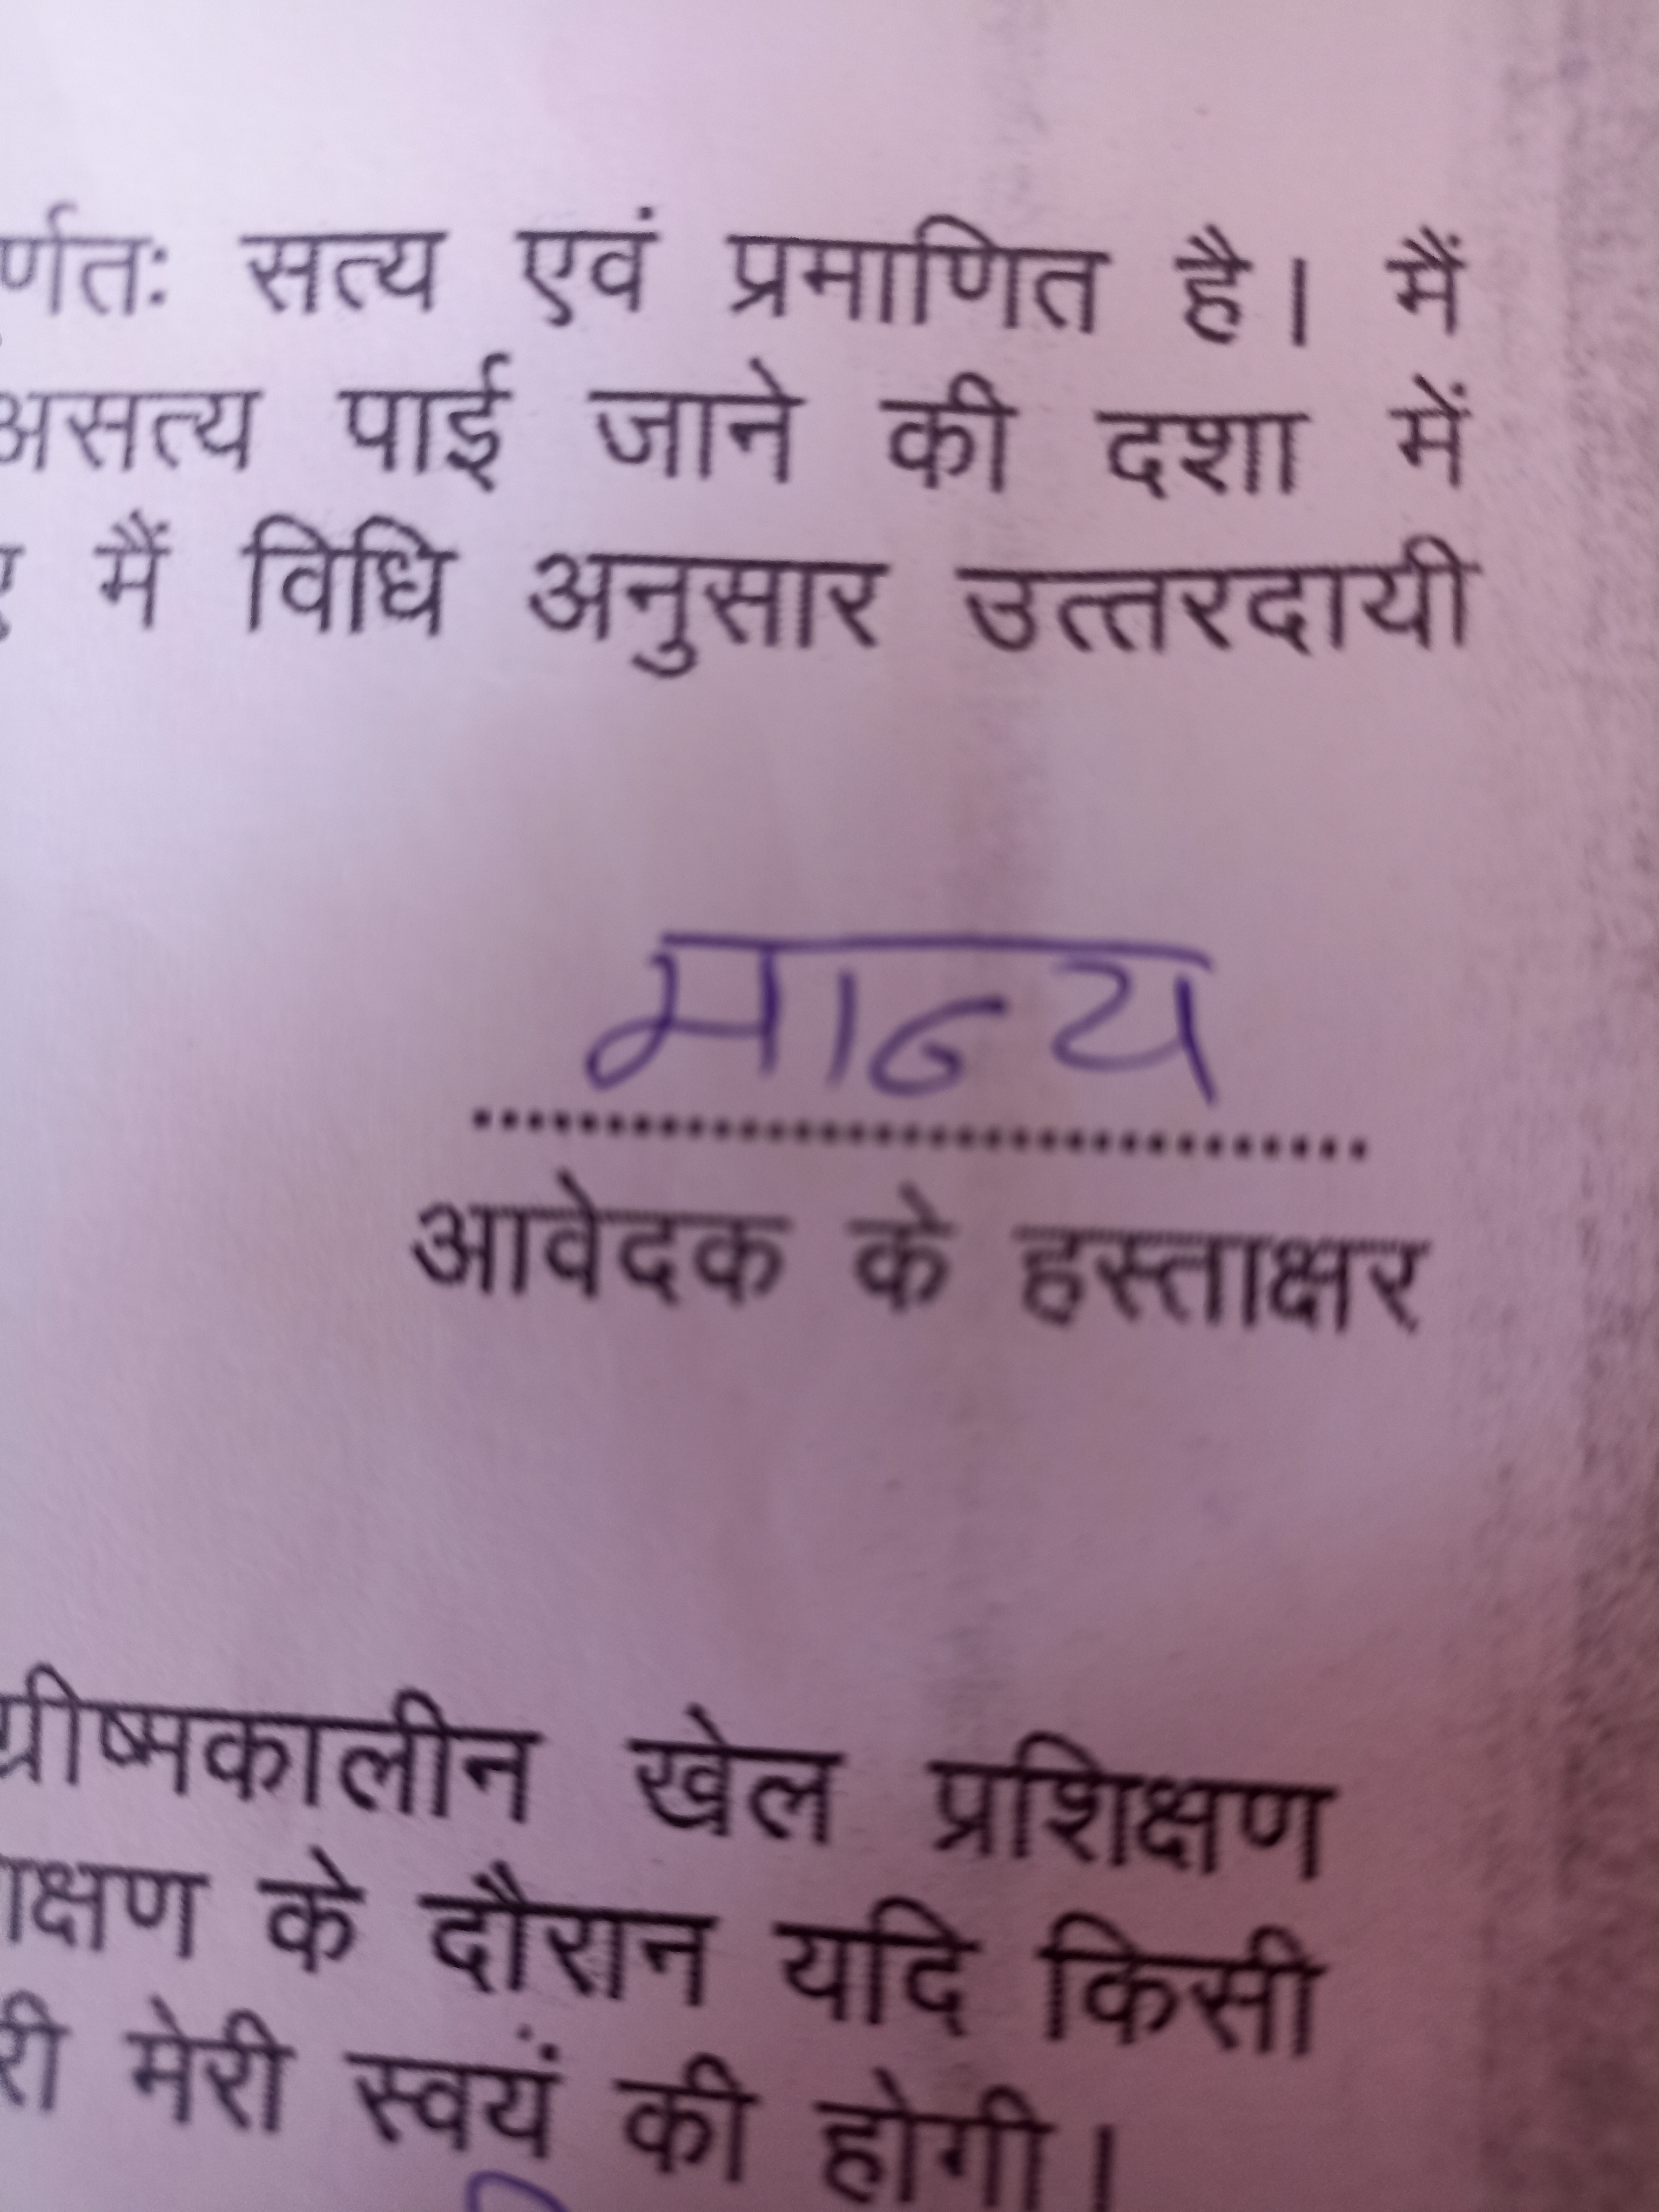 र्णतः सत्य एवं प्रमाणित है। मैं
असत्य पाई जाने की दशा में
मैं विधि अनुसार उत्तरदायी
मान्य
आवेदक के हस्ताक्षर
ग्रीष्मकालीन खेल प्रशिक्षण
क्षण के दौरान यदि किसी
री मेरी स्वयं की होगी।